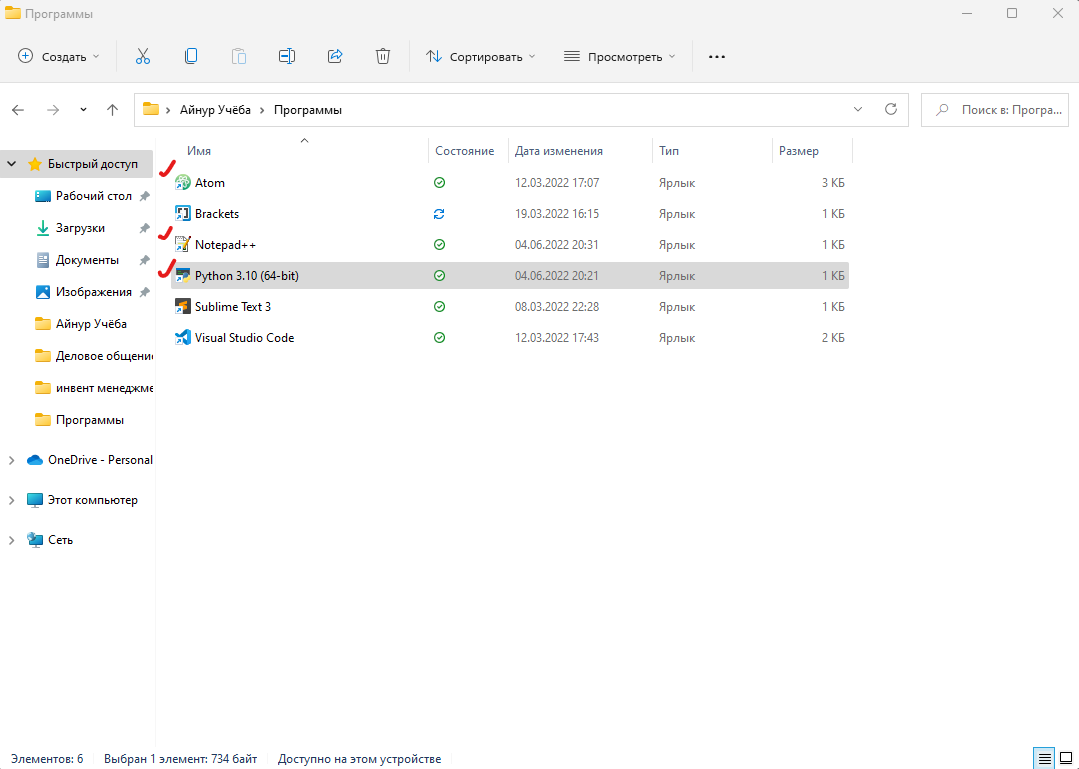 Программы
Создать
Сортировать
Просмотреть
Айнур Учёба
Программы
Поиск в: Програ...
Имя Состояние Дата изменения Тип Размер
Atom 12.03.2022 17:07 Ярлык 3 КБ
Brackets 19.03.2022 16:15 Ярлык 1 КБ
Notepad++ 04.06.2022 20:31 Ярлык 1 КБ
Python 3.10 (64-bit) 04.06.2022 20:21 Ярлык 1 КБ
Sublime Text 3 08.03.2022 22:28 Ярлык 1 КБ
Visual Studio Code 12.03.2022 17:43 Ярлык 2 КБ
Быстрый доступ
Рабочий стол
Загрузки
Документы
Изображения
Айнур Учёба
Деловое общени
инвент менеджме
Программы
OneDrive - Personal
Этот компьютер
Сеть
Элементов: 6 Выбран 1 элемент: 734 байт Доступно на этом устройстве